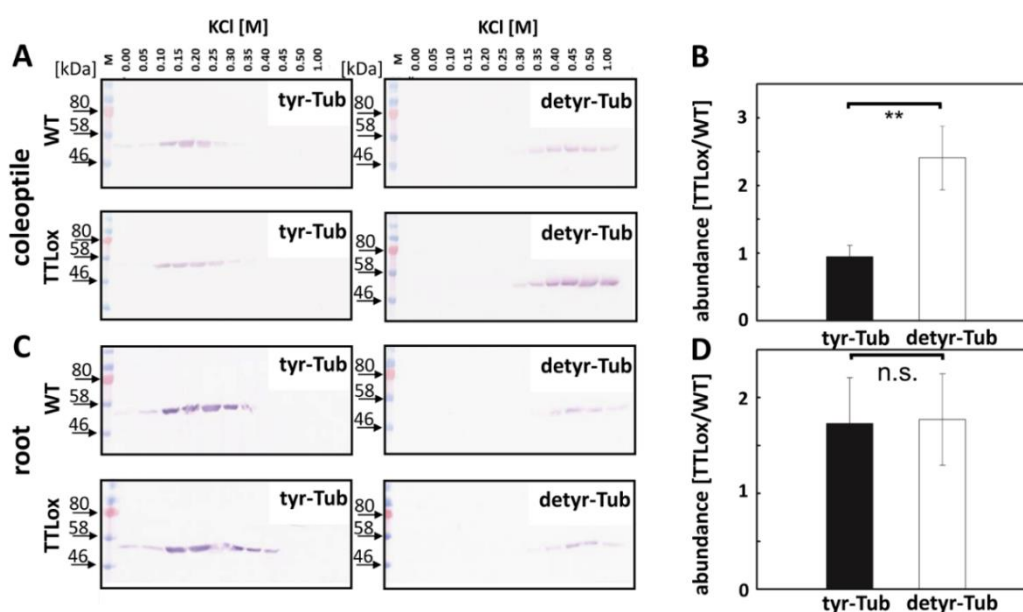 KCl [M]
KCl [M]
A
[kDa]
M
0.00
0.05
0.10
0.15
0.20
0.25
0.30
0.35
0.40
0.45
0.50
1.00
[kDa]
M
0.00
0.05
0.10
0.15
0.20
0.25
0.30
0.35
0.40
0.45
0.50
1.00
coleoptile
WT
80
58
46
tyr-Tub
80
58
46
detyr-Tub
TTLox
80
58
46
tyr-Tub
80
58
46
detyr-Tub
B
abundance [TTLox/WT]
3
2
1
0
**
tyr-Tub detyr-Tub
C
root
WT
80
58
46
tyr-Tub
80
58
46
detyr-Tub
TTLox
80
58
46
tyr-Tub
80
58
46
detyr-Tub
D
abundance [TTLox/WT]
2
1
0
n.s.
tyr-Tub detyr-Tub